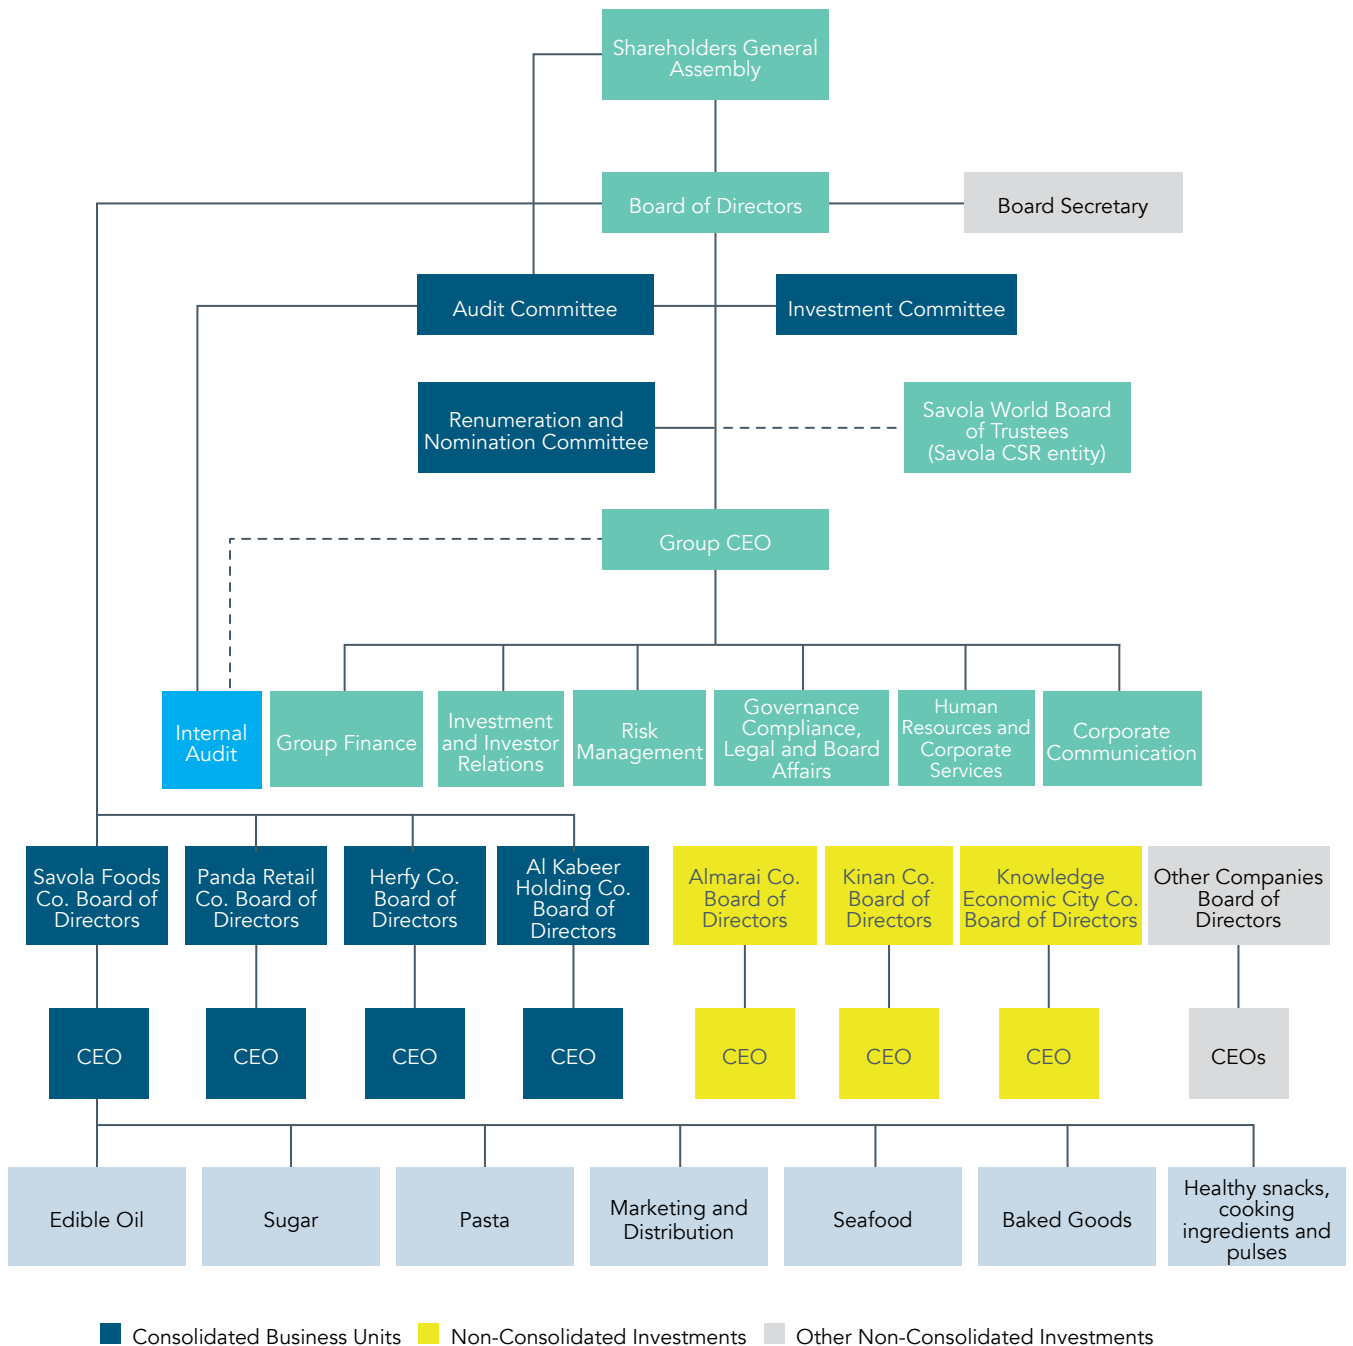 Shareholders General
Assembly
Board of Directors
Board Secretary
Audit Committee
Investment Committee
Renumeration and
Nomination Committee
Savola World Board
of Trustees
(Savola CSR entity)
Group CEO
Internal
Audit
Group Finance
Investment
and Investor
Relations
Risk
Management
Governance
Compliance,
Legal and Board
Affairs
Human
Resources and
Corporate
Services
Corporate
Communication
Savola Foods
Co. Board of
Directors
Panda Retail
Co. Board of
Directors
Herfy Co.
Board of
Directors
Al Kabeer
Holding Co.
Board of
Directors
Almarai Co.
Board of
Directors
Kinan Co.
Board of
Directors
Knowledge
Economic City Co.
Board of Directors
Other Companies
Board of
Directors
CEO
CEO
CEO
CEO
CEO
CEO
CEO
CEOs
Edible Oil
Sugar
Pasta
Marketing and
Distribution
Seafood
Baked Goods
Healthy snacks,
cooking
ingredients and
pulses
Consolidated Business Units
Non-Consolidated Investments
Other Non-Consolidated Investments